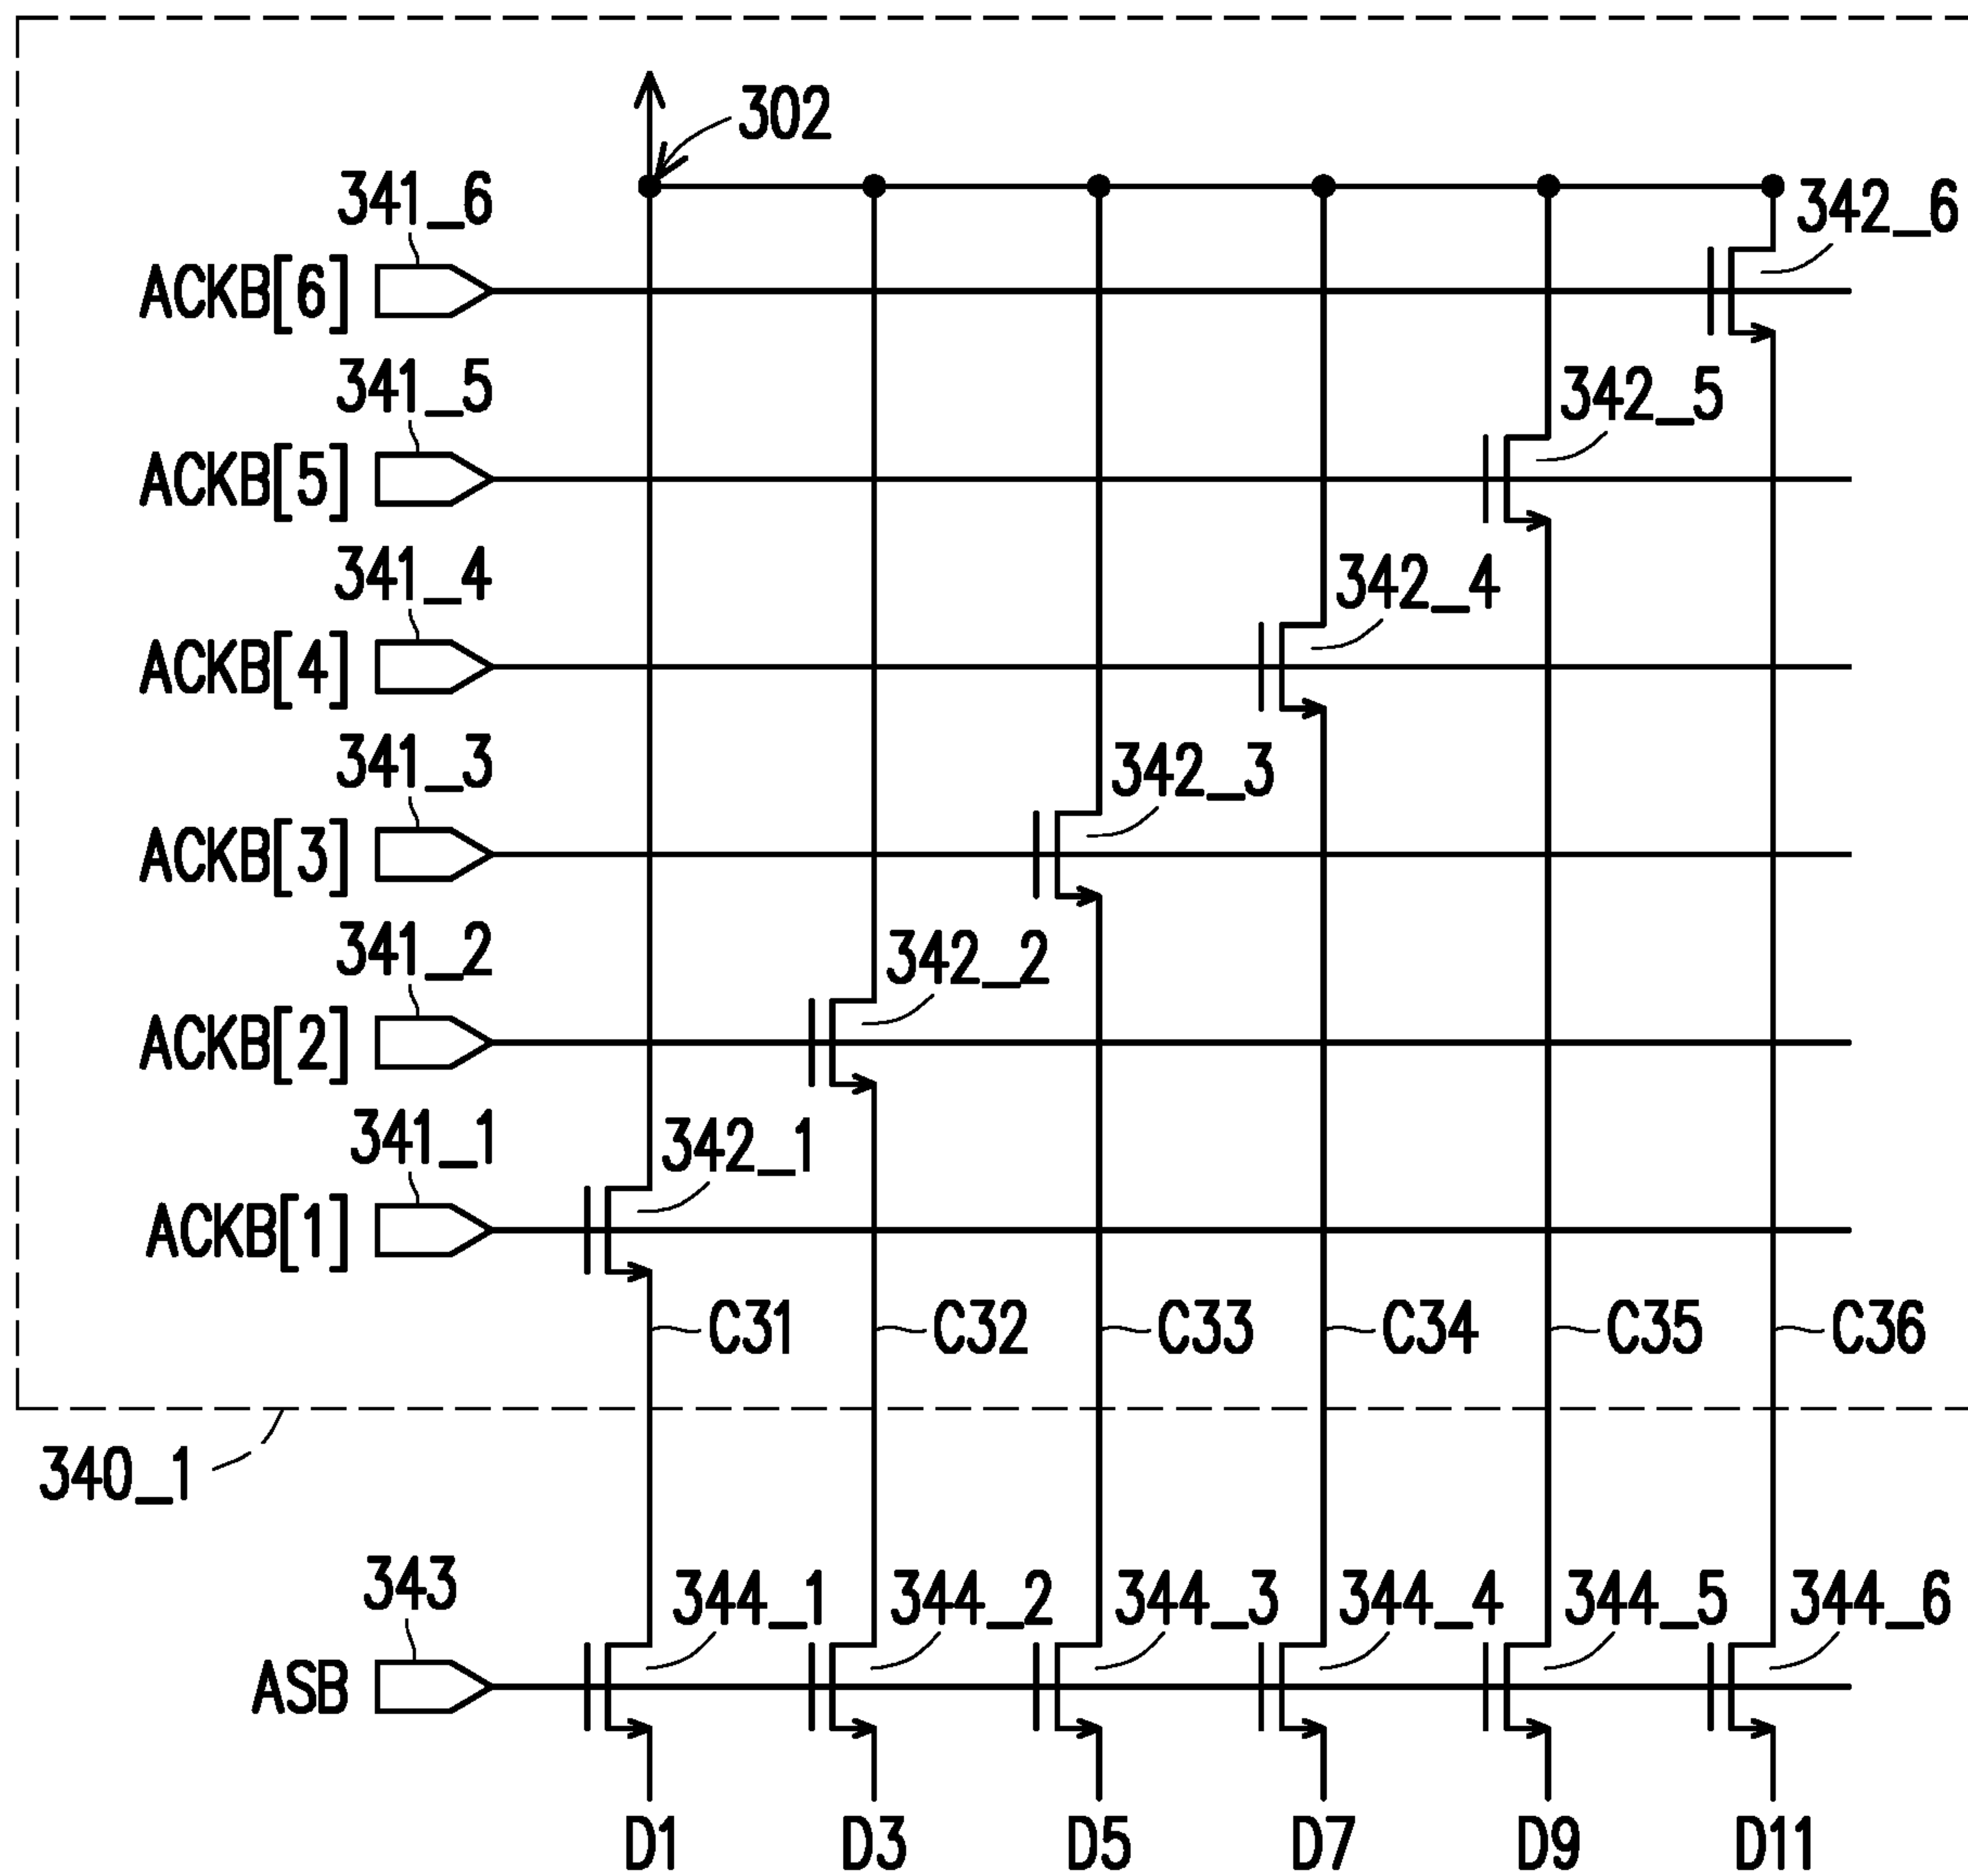 302
341_6
342_6
ACKB[6]
341_5
342_5
ACKB[5]
341_4
342_4
ACKB[4]
341_3
342_3
ACKB[3]
341_2
342_2
ACKB[2]
341_1
342_1
ACKB[1]
C31 C32 C33 C34 C35 C36
340_1
343
344_1 344_2 344_3 344_4 344_5 344_6
ASB
D1 D3 D5 D7 D9 D11